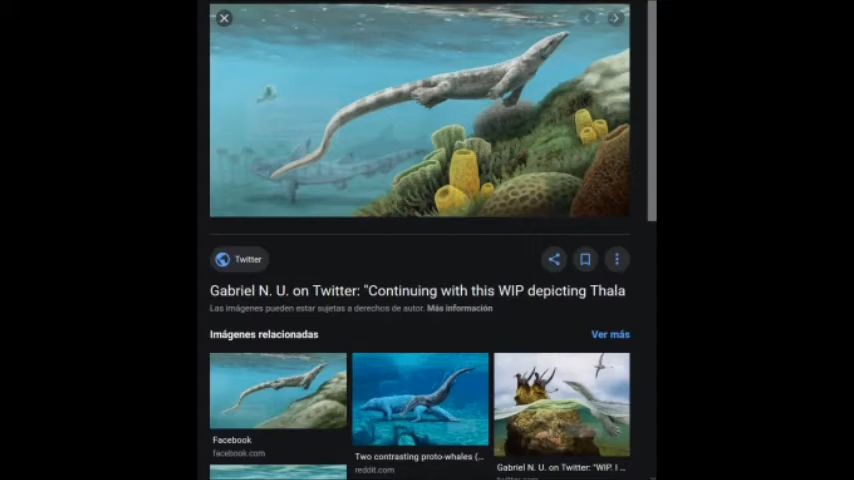 Twitter
Gabriel N. U. on Twitter: "Continuing with this WIP depicting Thala
Las imágenes pueden estar sujetas a derechos de autor. Más información
Imágenes relacionadas
Ver más
Facebook
facebook.com
Two contrasting proto-whales (...
reddit.com
Gabriel N. U. on Twitter: "WIP. I ...